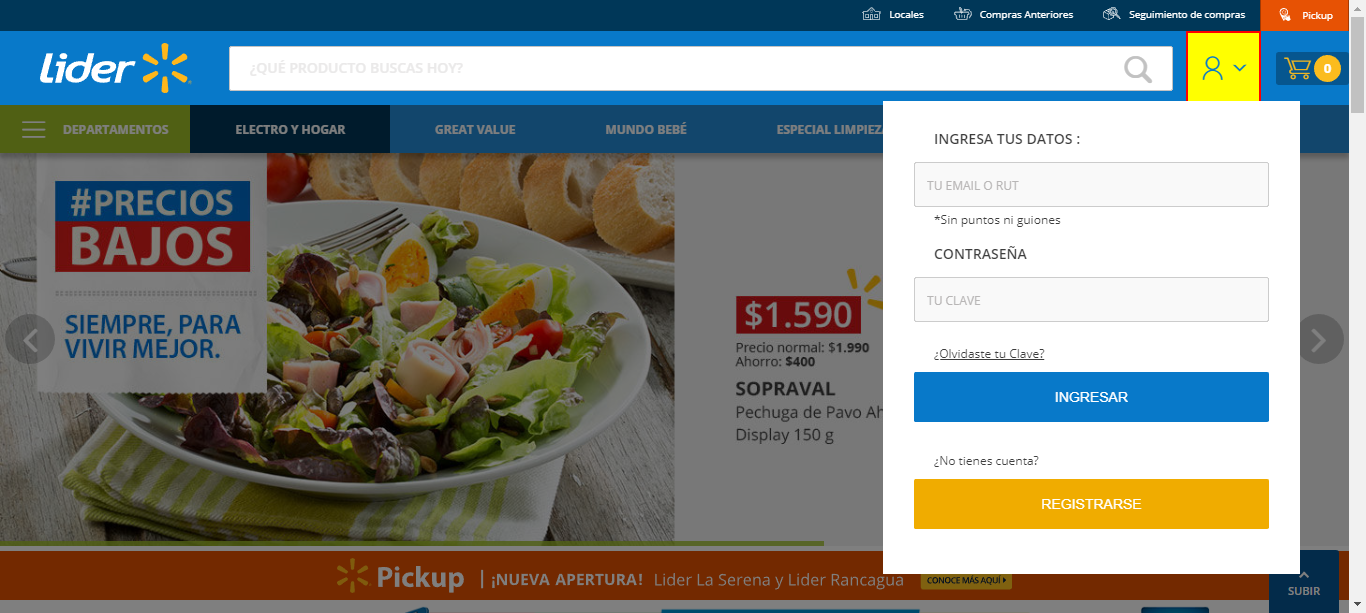 Locales
Compras Anteriores
Seguimiento de compras
Pickup
Lider
¿QUÉ PRODUCTO BUSCAS HOY?
0
DEPARTAMENTOS
ELECTRO Y HOGAR
GREAT VALUE
MUNDO BEBÉ
ESPECIAL LIMPIEZA
#PRECIOS
BAJOS
SIEMPRE, PARA
VIVIR MEJOR.
$1.590
Precio normal: $1.990
Ahorro: $400
SOPRAVAL
Pechuga de Pavo Ah
Display 150 g
INGRESA TUS DATOS :
TU EMAIL O RUT
*Sin puntos ni guiones
CONTRASEÑA
TU CLAVE
¿Olvidaste tu Clave?
INGRESAR
¿No tienes cuenta?
REGISTRARSE
Pickup | ¡NUEVA APERTURA! Lider La Serena y Lider Rancagua
CONOCE MÁS AQUÍ
SUBIR